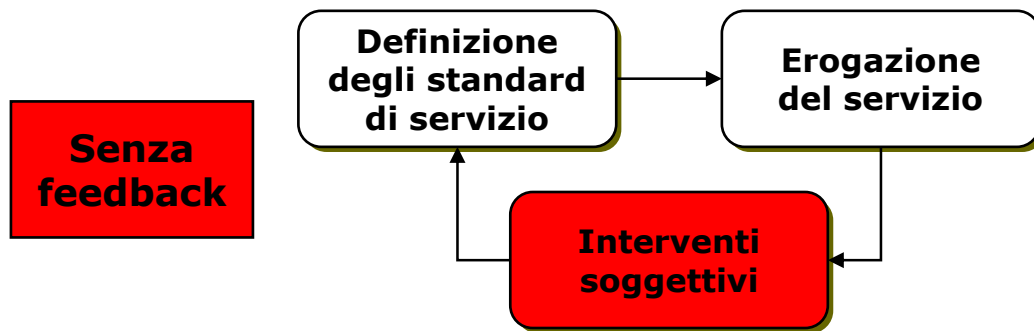 Definizione
degli standard
di servizio
Erogazione
del servizio
Senza
feedback
Interventi
soggettivi